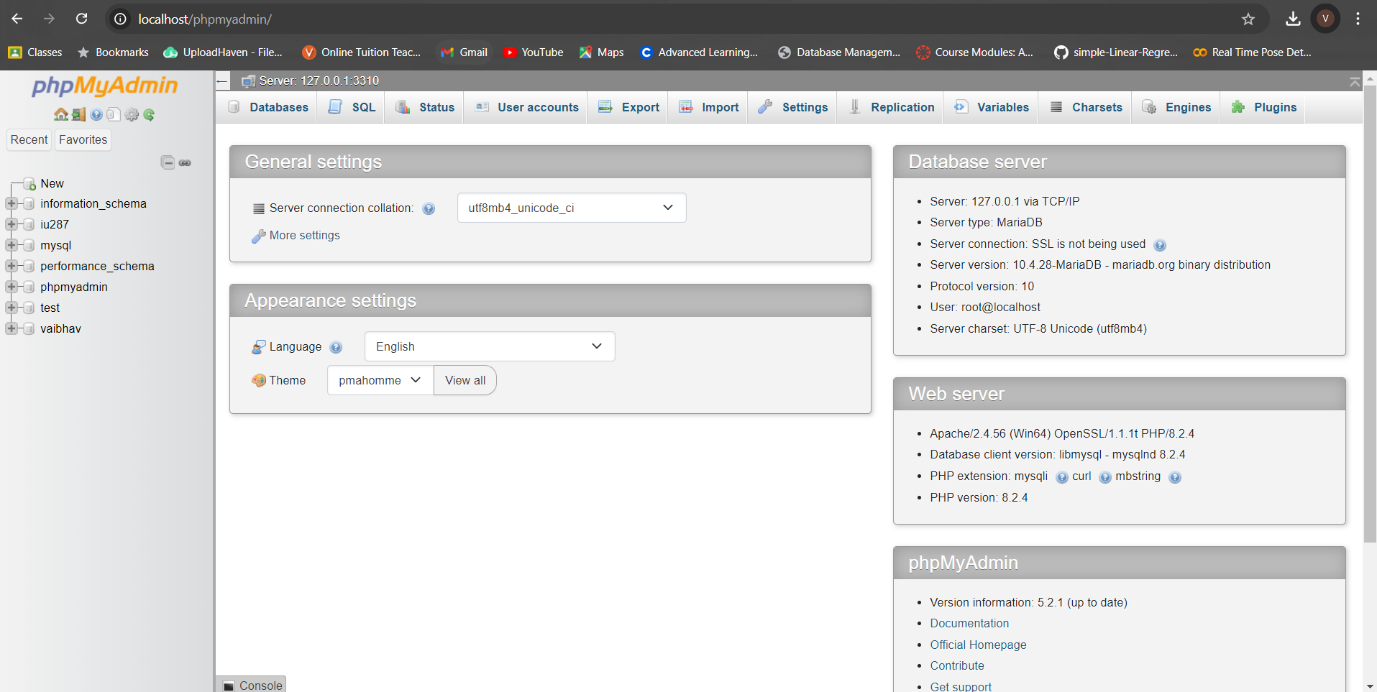 localhost/phpmyadmin/
V
Classes Bookmarks UploadHaven - File... Online Tuition Teac... Gmail YouTube Maps Advanced Learning... Database Managem... Course Modules: A... simple-Linear-Regre... Real Time Pose Det...
phpMyAdmin
Recent Favorites
New
information_schema
iu287
mysql
performance_schema
phpmyadmin
test
vaibhav
Server: 127.0.0.1:3310
Databases SQL Status User accounts Export Import Settings Replication Variables Charsets Engines Plugins
General settings
Server connection collation: utf8mb4_unicode_ci
More settings
Appearance settings
Language English
Theme pmahomme View all
Database server
Server: 127.0.0.1 via TCP/IP
Server type: MariaDB
Server connection: SSL is not being used
Server version: 10.4.28-MariaDB - mariadb.org binary distribution
Protocol version: 10
User: root@localhost
Server charset: UTF-8 Unicode (utf8mb4)
Web server
Apache/2.4.56 (Win64) OpenSSL/1.1.1t PHP/8.2.4
Database client version: libmysql - mysqlnd 8.2.4
PHP extension: mysqli curl mbstring
PHP version: 8.2.4
phpMyAdmin
Version information: 5.2.1 (up to date)
Documentation
Official Homepage
Contribute
Get support
Console